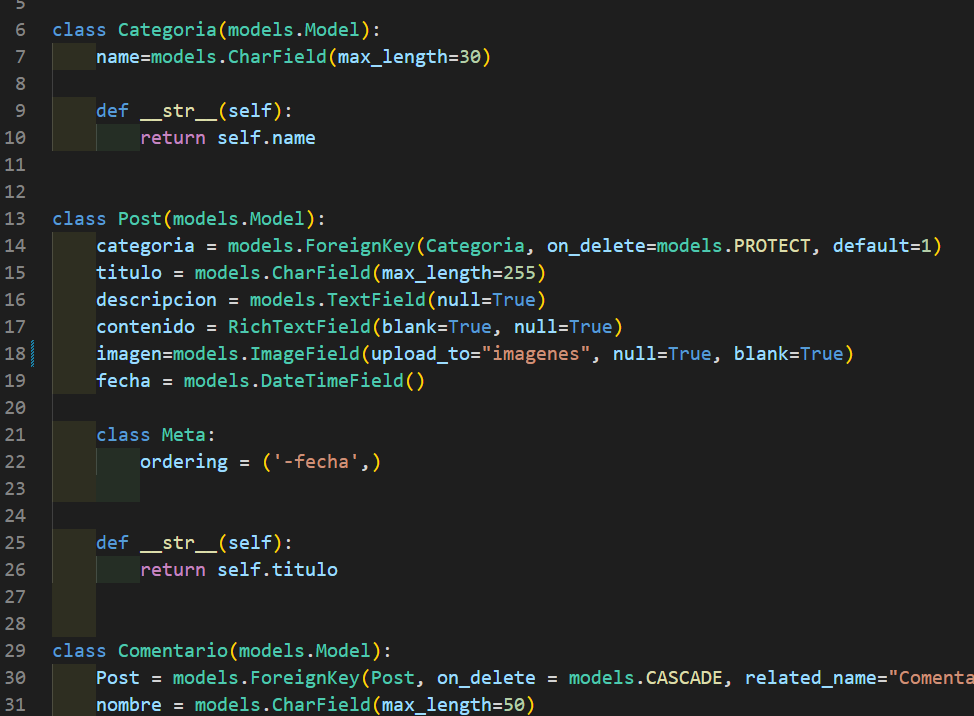 5
6 class Categoria(models.Model):
7     name=models.CharField(max_length=30)
8
9     def __str__(self):
10         return self.name
11
12
13 class Post(models.Model):
14     categoria = models.ForeignKey(Categoria, on_delete=models.PROTECT, default=1)
15     titulo = models.CharField(max_length=255)
16     descripcion = models.TextField(null=True)
17     contenido = RichTextField(blank=True, null=True)
18     imagen=models.ImageField(upload_to="imagenes", null=True, blank=True)
19     fecha = models.DateTimeField()
20
21     class Meta:
22         ordering = ('-fecha',)
23
24
25     def __str__(self):
26         return self.titulo
27
28
29 class Comentario(models.Model):
30     Post = models.ForeignKey(Post, on_delete = models.CASCADE, related_name="Comenta
31     nombre = models.CharField(max_length=50)